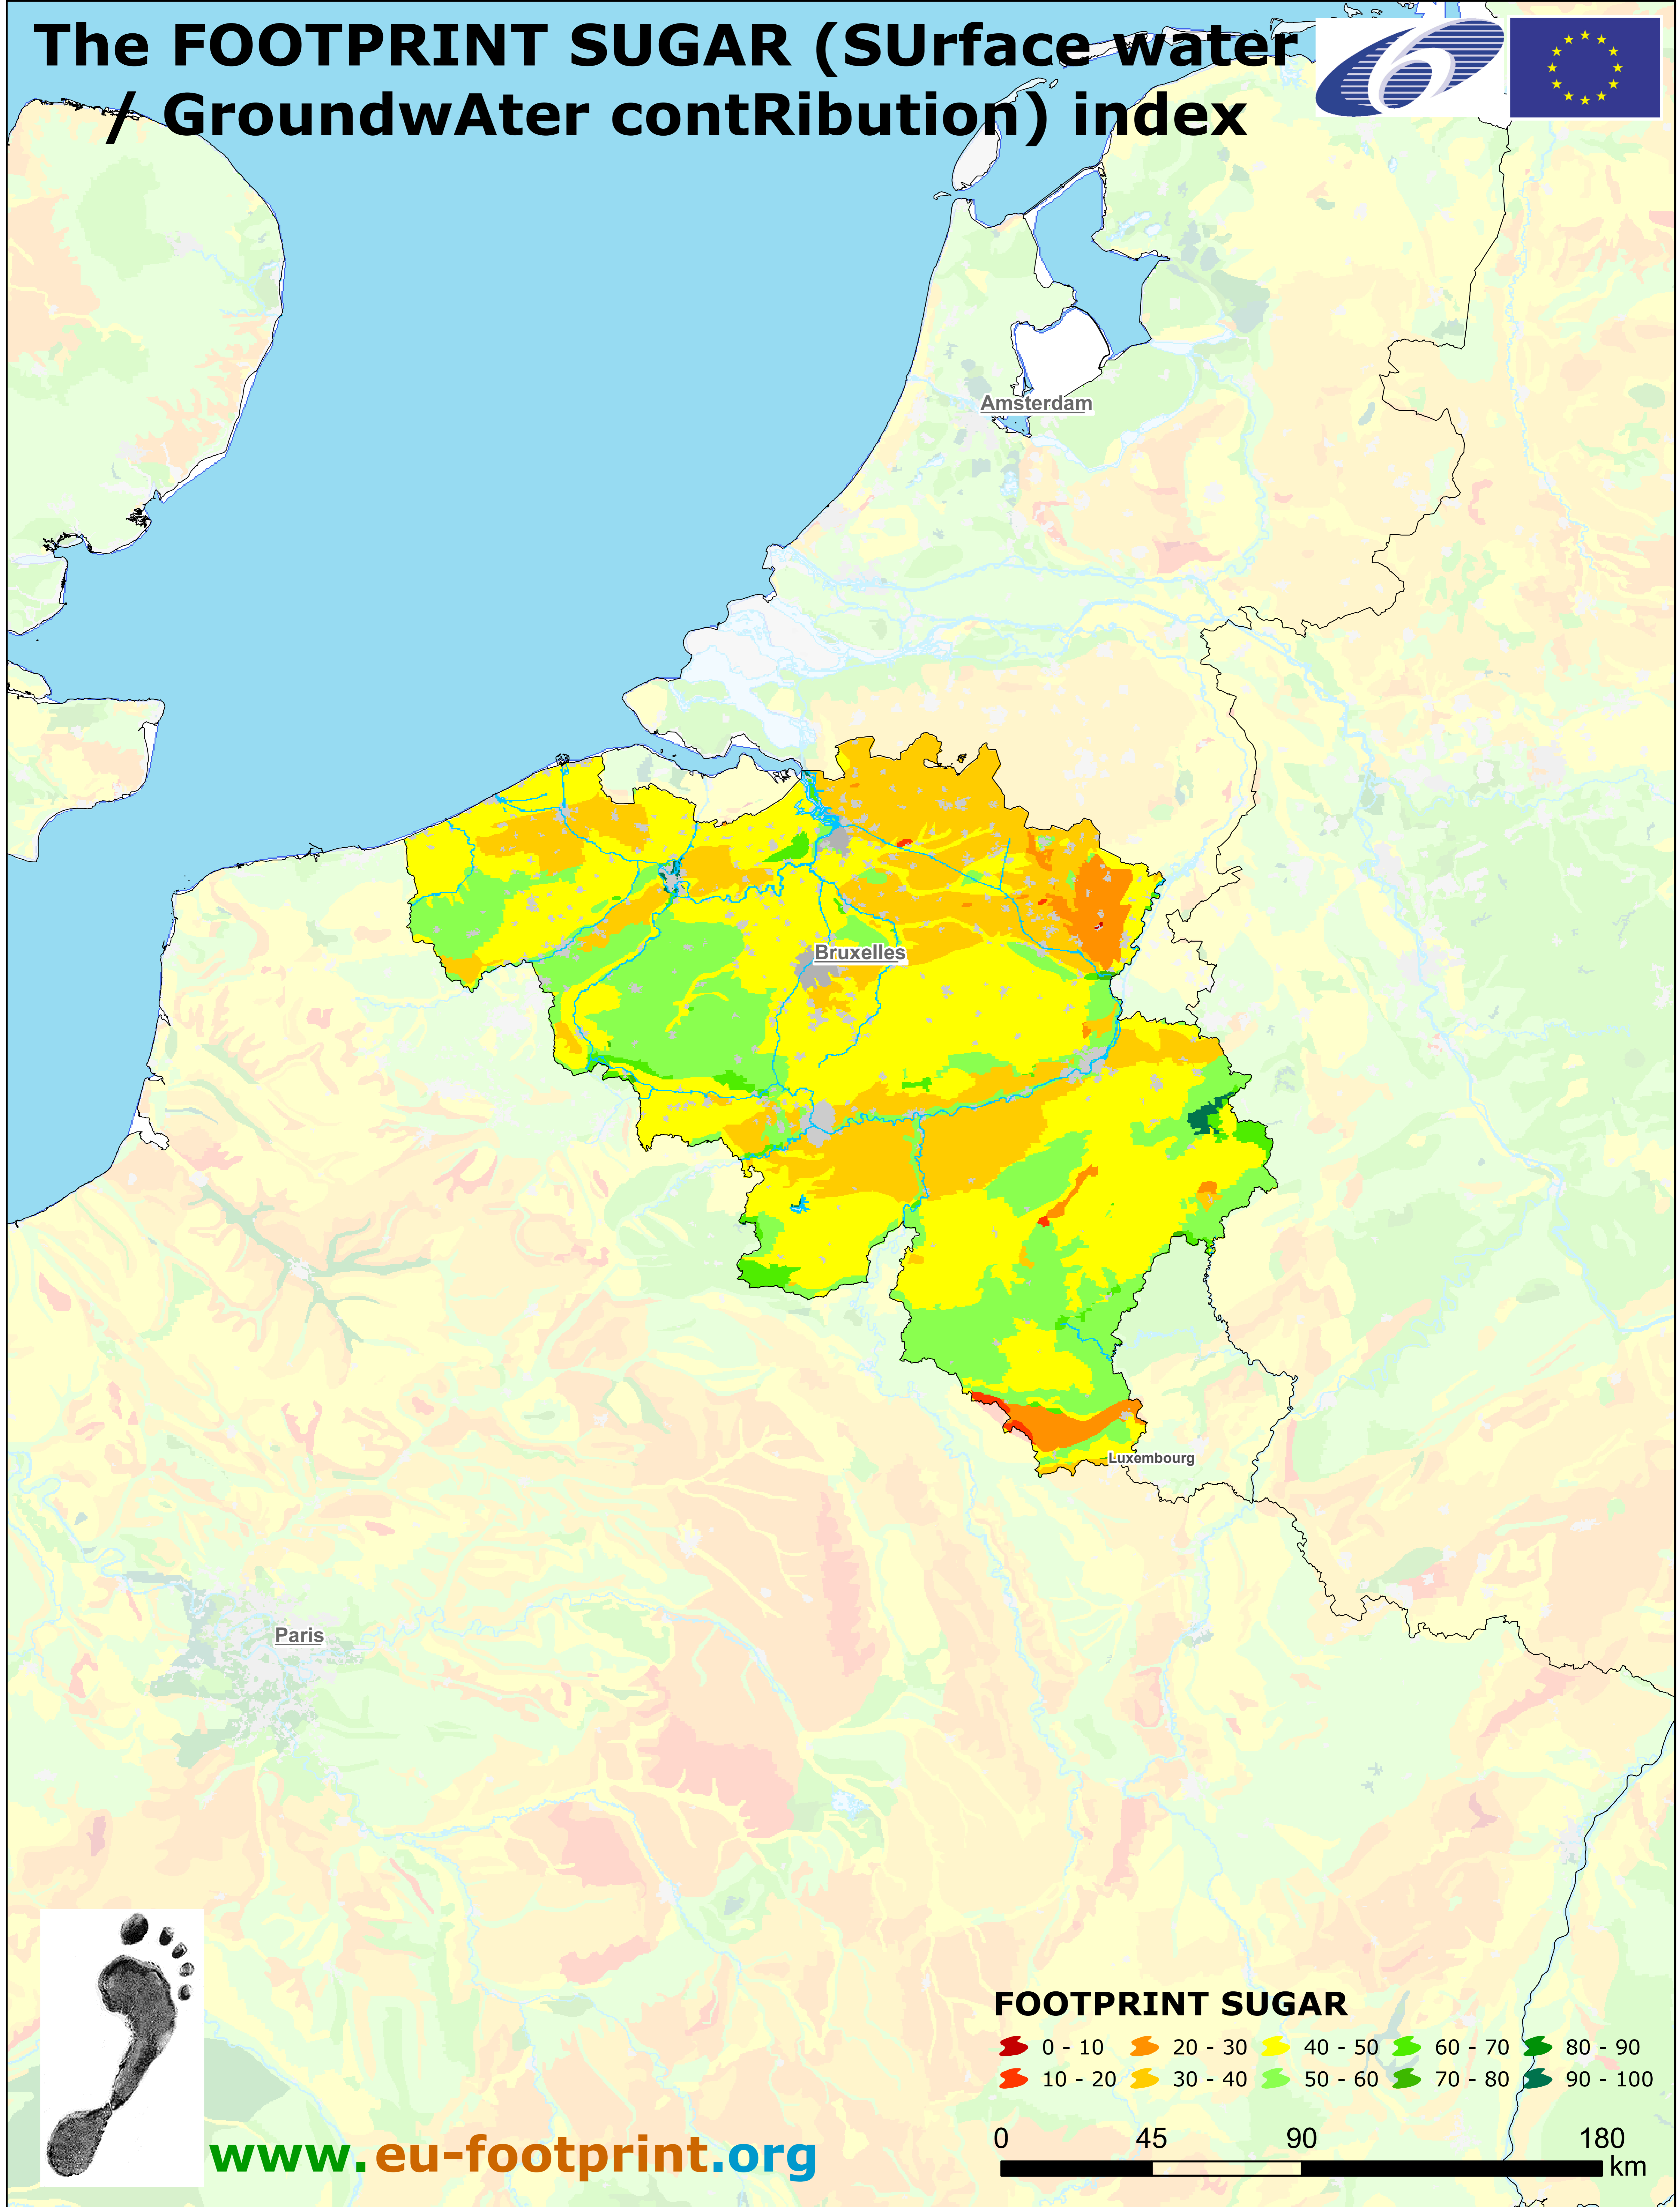 The FOOTPRINT SUGAR (SUrface water
/ GroundwAter contRibution) index
Amsterdam
Bruxelles
Luxembourg
Paris
FOOTPRINT SUGAR
0 - 10 20 - 30 40 - 50 60 - 70 80 - 90
10 - 20 30 - 40 50 - 60 70 - 80 90 - 100
0 45 90 180
km
www.eu-footprint.org